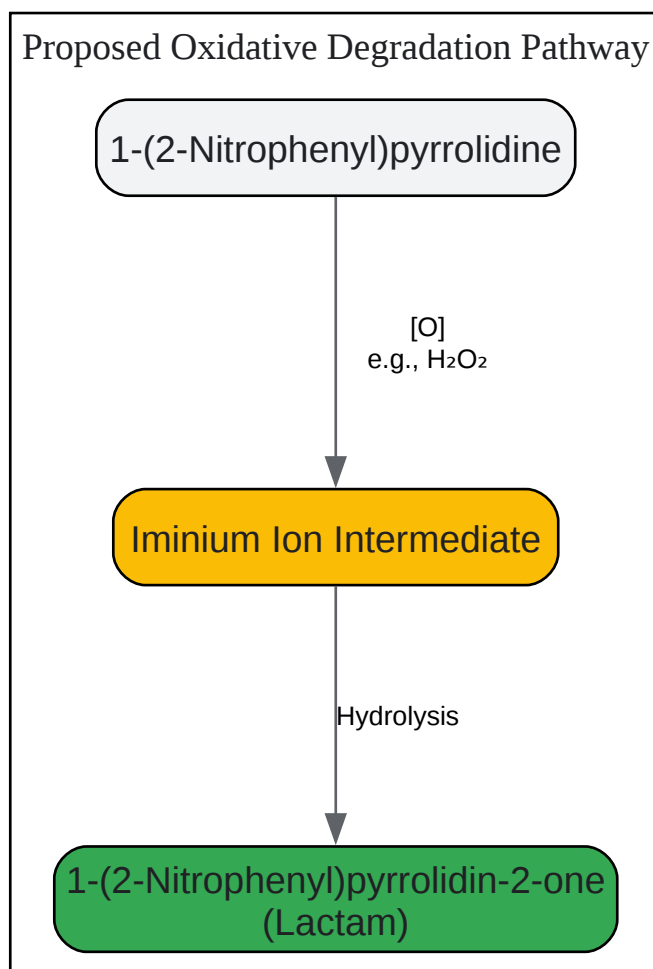 Proposed Oxidative Degradation Pathway
1-(2-Nitrophenyl)pyrrolidine
[O]
e.g., H₂O₂
Iminium Ion Intermediate
Hydrolysis
1-(2-Nitrophenyl)pyrrolidin-2-one
(Lactam)